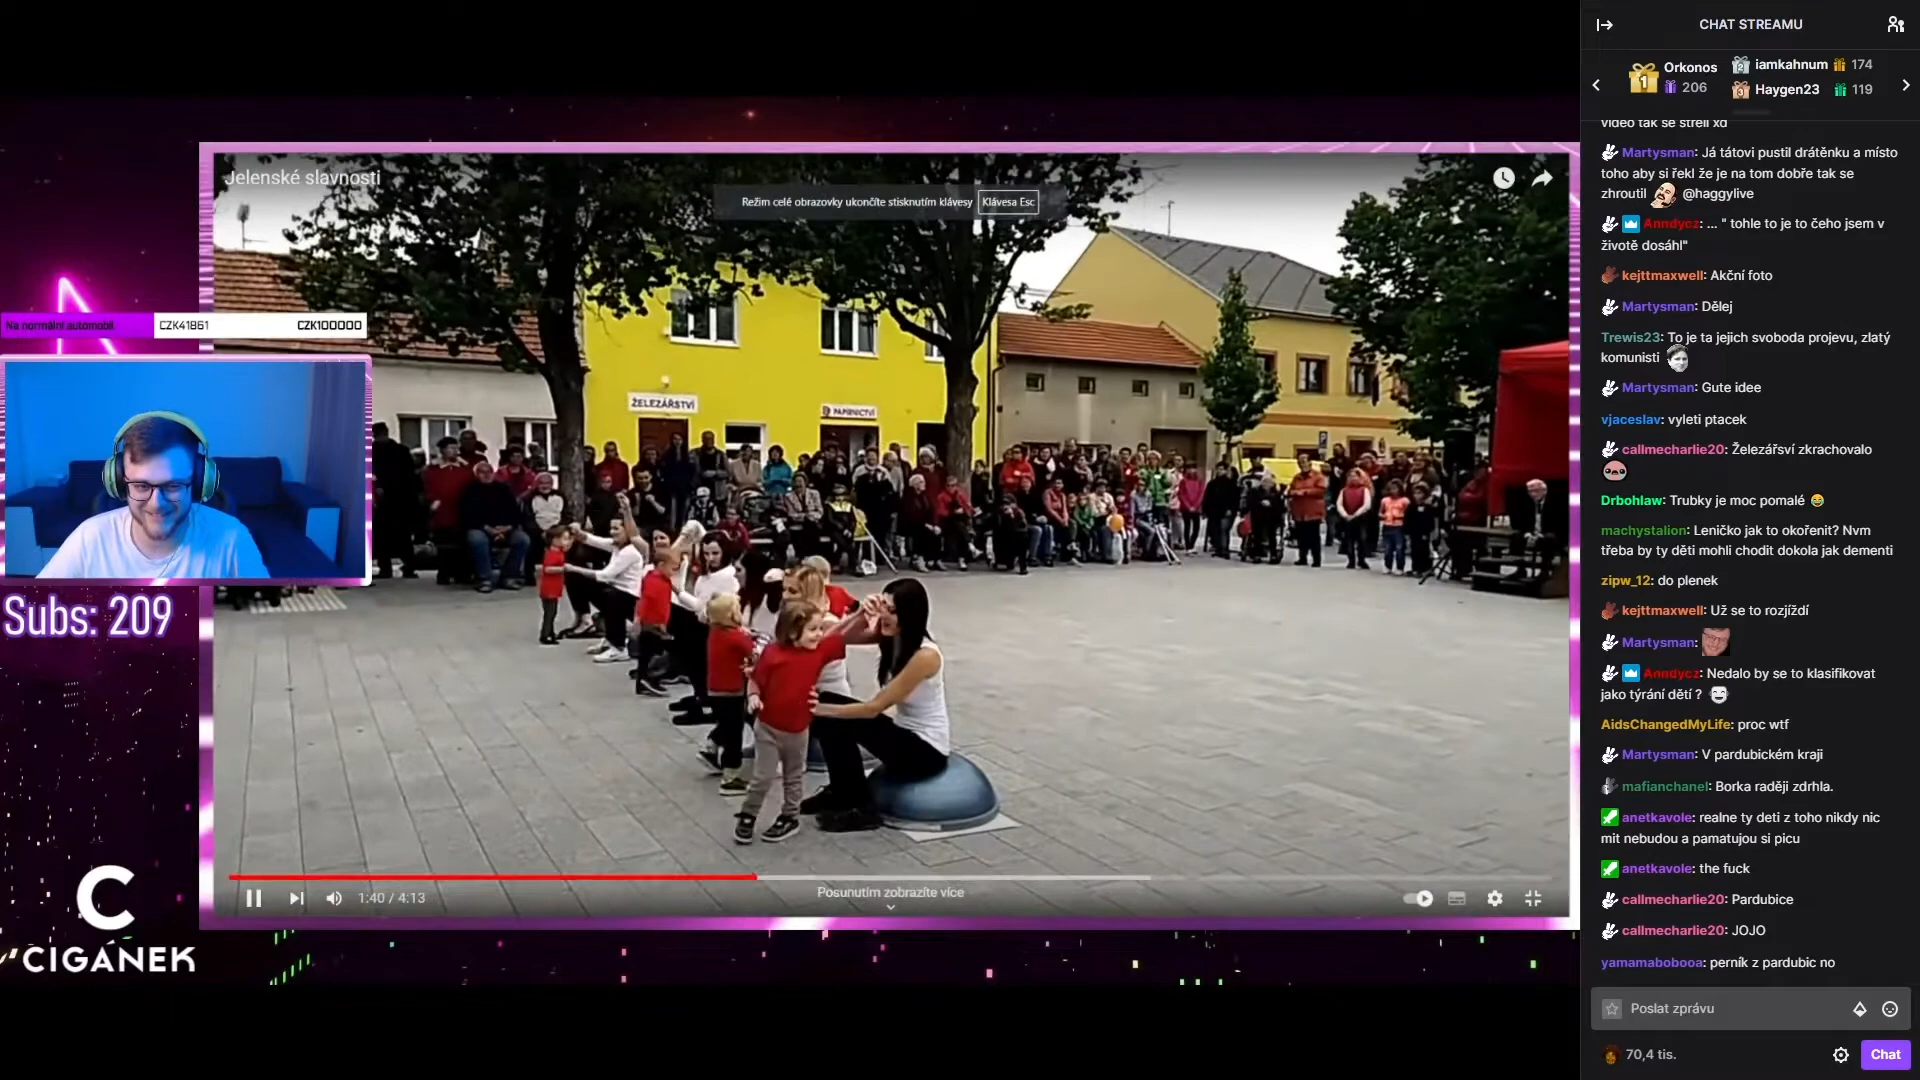 CHAT STREAMU
1
Orkonos
206
2
iamkahnum
174
3
Haygen23
119
video tak se střelí xd
Martysman: Já tátovi pustil drátěnku a místo
toho aby si řekl že je na tom dobře tak se
zhroutil @haggylive
Anndycz: ... " tohle to je to čeho jsem v
životě dosáhl"
kejttmaxwell: Akční foto
Martysman: Dělej
Trewis23: To je ta jejich svoboda projevu, zlatý
komunisti
Martysman: Gute idee
vjaceslav: vyleti ptacek
callmecharlie20: Železářsví zkrachovalo
Drbohlaw: Trubky je moc pomalé
machystalion: Leničko jak to okořenit? Nvm
třeba by ty děti mohli chodit dokola jak dementi
zipw_12: do plenek
kejttmaxwell: Už se to rozjíždí
Martysman:
Anndycz: Nedalo by se to klasifikovat
jako týrání dětí ?
AidsChangedMyLife: proc wtf
Martysman: V pardubickém kraji
mafianchanel: Borka raději zdrhla.
anetkavole: realne ty deti z toho nikdy nic
mit nebudou a pamatujou si picu
anetkavole: the fuck
callmecharlie20: Pardubice
callmecharlie20: JOJO
yamamabobooa: perník z pardubic no
Poslat zprávu
70,4 tis.
Chat
Jelenské slavnosti
Režim celé obrazovky ukončíte stisknutím klávesy Klávesa Esc
ŽELEZÁŘSTVÍ
PAPÍRNICTVÍ
Na normální automobil
CZK41861
CZK100000
Subs: 209
1:40 / 4:13
Posunutím zobrazíte více
C
CIGÁNEK